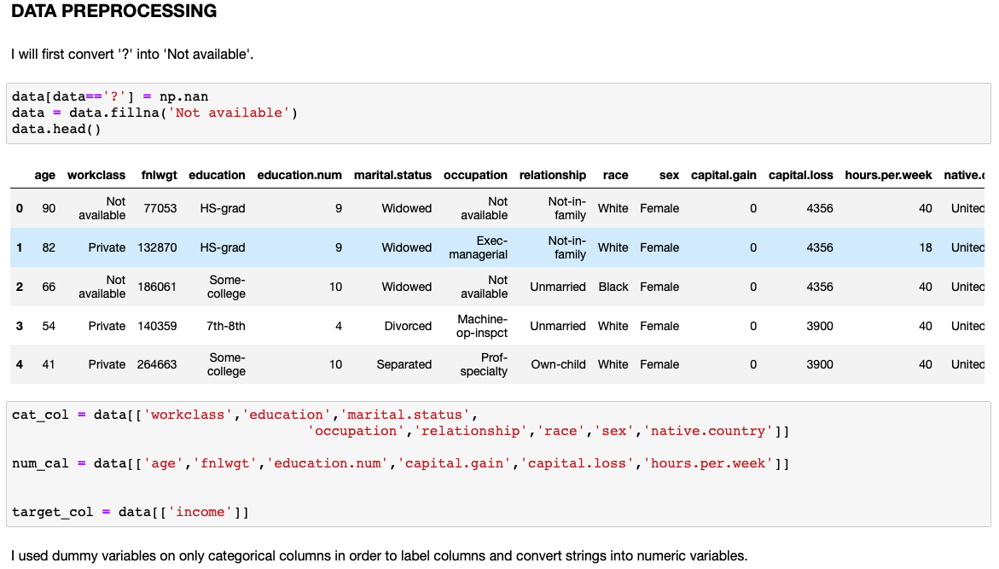 DATA PREPROCESSING
I will first convert '?' into 'Not available'.
data[data=='?'] = np.nan
data = data.fillna('Not available')
data.head()
age workclass fnlwgt education education.num marital.status occupation relationship race sex capital.gain capital.loss hours.per.week native.c
0 90 Not available 77053 HS-grad 9 Widowed Not available Not-in-family White Female 0 4356 40 United
1 82 Private 132870 HS-grad 9 Widowed Exec-managerial Not-in-family White Female 0 4356 18 United
2 66 Not available 186061 Some-college 10 Widowed Not available Unmarried Black Female 0 4356 40 United
3 54 Private 140359 7th-8th 4 Divorced Machine-op-inspct Unmarried White Female 0 3900 40 United
4 41 Private 264663 Some-college 10 Separated Prof-specialty Own-child White Female 0 3900 40 United
cat_col = data[['workclass','education','marital.status',
'occupation','relationship','race','sex','native.country']]
num_cal = data[['age','fnlwgt','education.num','capital.gain','capital.loss','hours.per.week']]
target_col = data[['income']]
I used dummy variables on only categorical columns in order to label columns and convert strings into numeric variables.